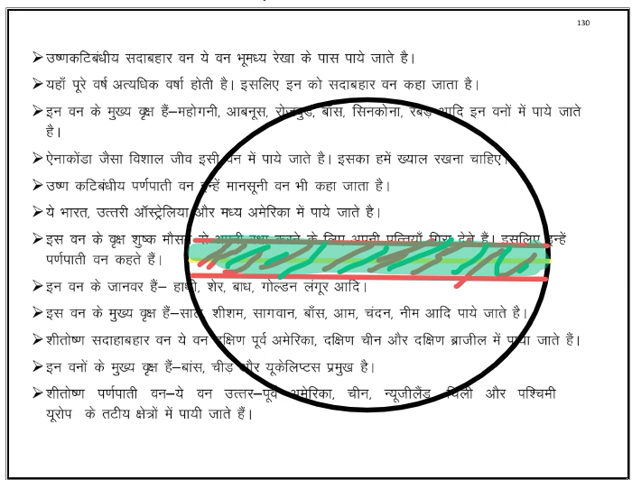 130
➤ उष्णकटिबंधीय सदाबहार वन ये वन भूमध्य रेखा के पास पाये जाते है।
➤ यहाँ पूरे वर्ष अत्यधिक वर्षा होती है। इसलिए इन को सदाबहार वन कहा जाता है।
➤ इन वन के मुख्य वृक्ष हैं–महोगनी, आबनूस, रोजवुड, बांस, सिनकोना, रबड़ आदि इन वनों में पाये जाते
है।
➤ ऐनाकोंडा जैसा विशाल जीव इसी वन में पाये जाते है। इसका हमें ख्याल रखना चाहिए।
➤ उष्ण कटिबंधीय पर्णपाती वन इन्हें मानसूनी वन भी कहा जाता है।
➤ ये भारत, उत्तरी ऑस्ट्रेलिया और मध्य अमेरिका में पाये जाते है।
➤ इस वन के वृक्ष शुष्क मौसम में अपनी रक्षा करने के लिए अपनी पत्तियाँ गिरा देते है। इसलिए इन्हें
पर्णपाती वन कहते हैं।
➤ इन वन के जानवर हैं– हाथी, शेर, बाघ, गोल्डन लंगूर आदि।
➤ इस वन के मुख्य वृक्ष हैं–साल, शीशम, सागवान, बाँस, आम, चंदन, नीम आदि पाये जाते है।
➤ शीतोष्ण सदाहाबहार वन ये वन दक्षिण पूर्व अमेरिका, दक्षिण चीन और दक्षिण ब्राजील में पाया जाते हैं।
➤ इन वनों के मुख्य वृक्ष हैं–बांस, चीड और यूकेलिप्टस प्रमुख है।
➤ शीतोष्ण पर्णपाती वन–ये वन उत्तर–पूर्व अमेरिका, चीन, न्यूजीलैंड, चिली और पश्चिमी
यूरोप के तटीय क्षेत्रों में पायी जाते हैं।